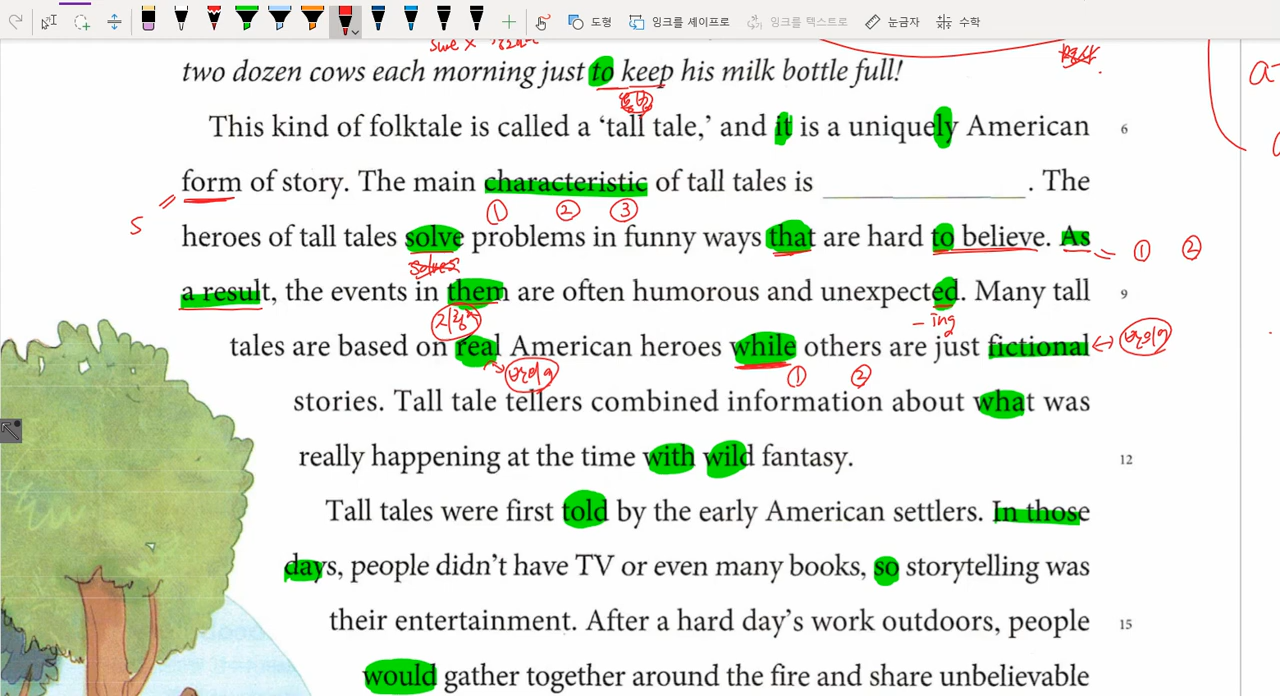 도형 잉크를 셰이프로 잉크를 텍스트로 눈금자 수학
two dozen cows each morning just to keep his milk bottle full!
This kind of folktale is called a ‘tall tale,’ and it is a uniquely American 6
form of story. The main characteristic of tall tales is ____________. The
S ① ② ③
heroes of tall tales solve problems in funny ways that are hard to believe. As ① ②
solves
a result, the events in them are often humorous and unexpected. Many tall 9
-ing
tales are based on real American heroes while others are just fictional
① ②
stories. Tall tale tellers combined information about what was
really happening at the time with wild fantasy. 12
Tall tales were first told by the early American settlers. In those
days, people didn’t have TV or even many books, so storytelling was
their entertainment. After a hard day’s work outdoors, people 15
would gather together around the fire and share unbelievable